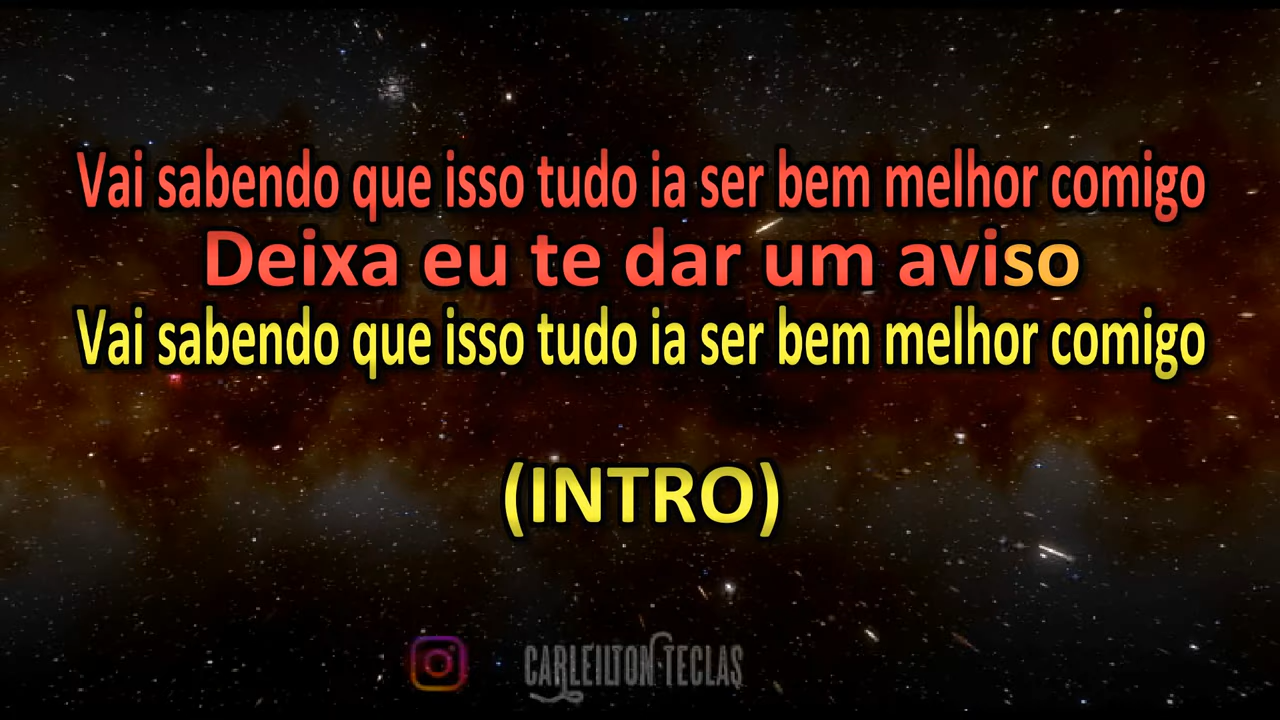 Vai sabendo que isso tudo ia ser bem melhor comigo
Deixa eu te dar um aviso
Vai sabendo que isso tudo ia ser bem melhor comigo
(INTRO)
CARLEILTON TECLAS